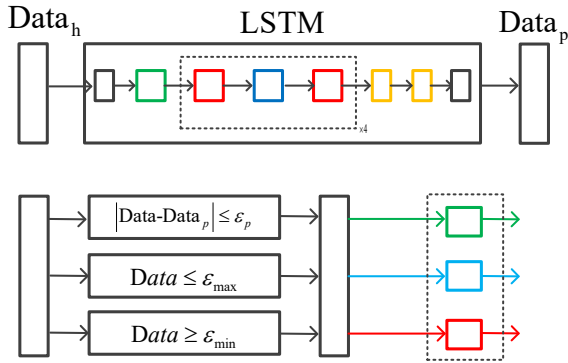 Data_h
LSTM
Data_p
x4
|Data-Data_p| ≤ ε_p
Data ≤ ε_max
Data ≥ ε_min